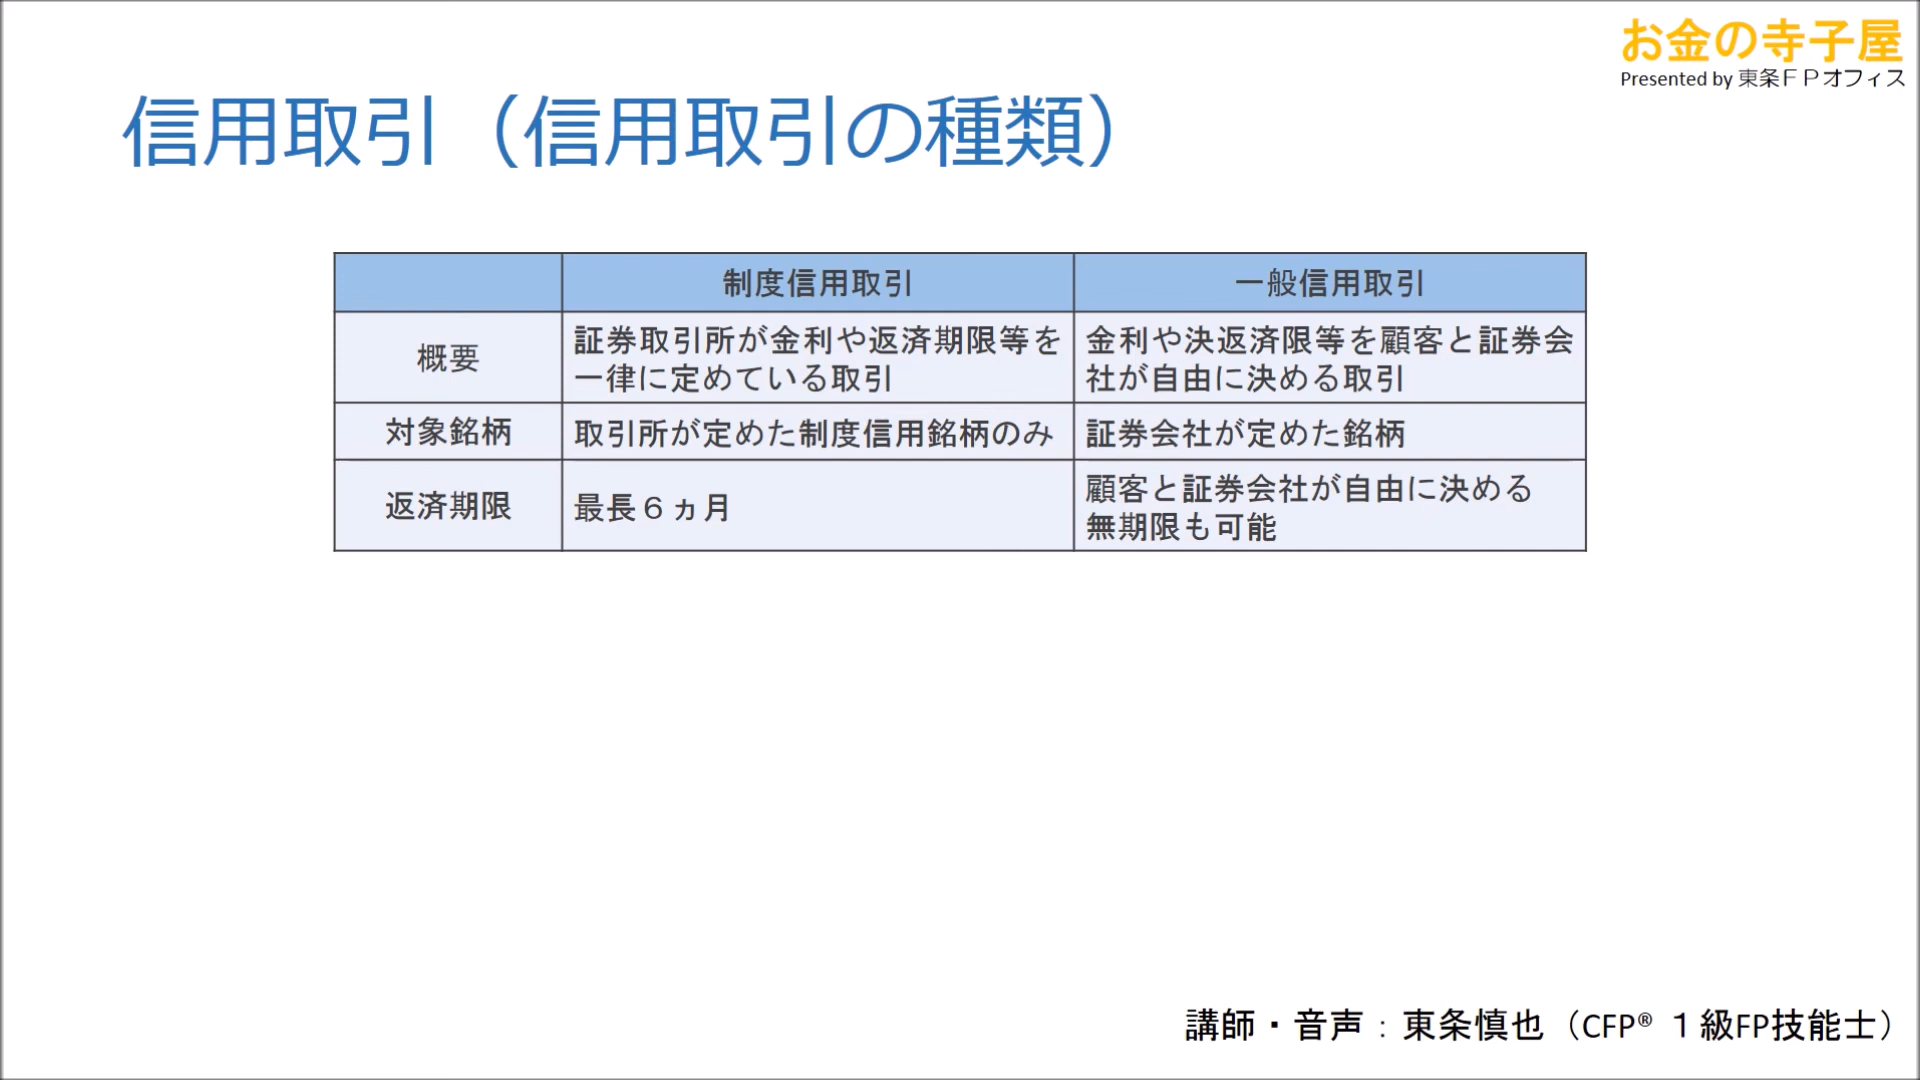 お金の寺子屋
Presented by 東条ＦＰオフィス
信用取引（信用取引の種類）
制度信用取引
一般信用取引
概要
証券取引所が金利や返済期限等を
一律に定めている取引
金利や決返済限等を顧客と証券会
社が自由に決める取引
対象銘柄
取引所が定めた制度信用銘柄のみ
証券会社が定めた銘柄
返済期限
最長６ヵ月
顧客と証券会社が自由に決める
無期限も可能
講師・音声：東条慎也（CFP® １級FP技能士）